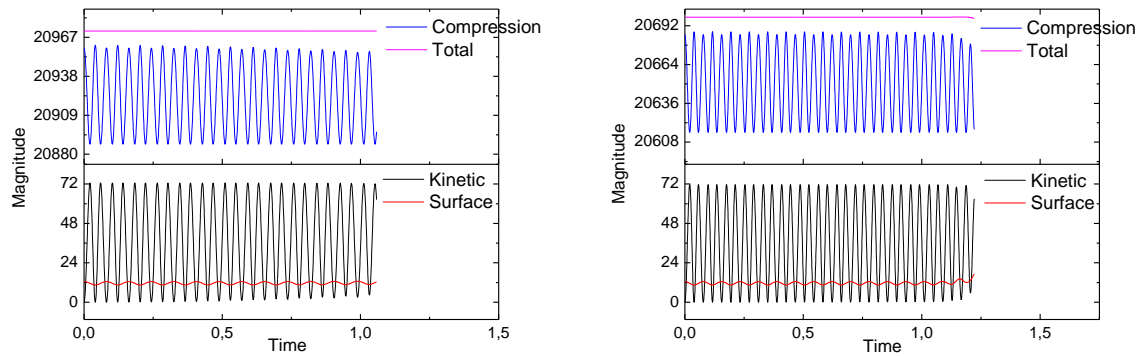 20967
20938
20909
20880
Compression
Total
Magnitude
72
48
24
0
Kinetic
Surface
0,0
0,5
1,0
1,5
Time
20692
20664
20636
20608
Compression
Total
Magnitude
72
48
24
0
Kinetic
Surface
0,0
0,5
1,0
1,5
Time